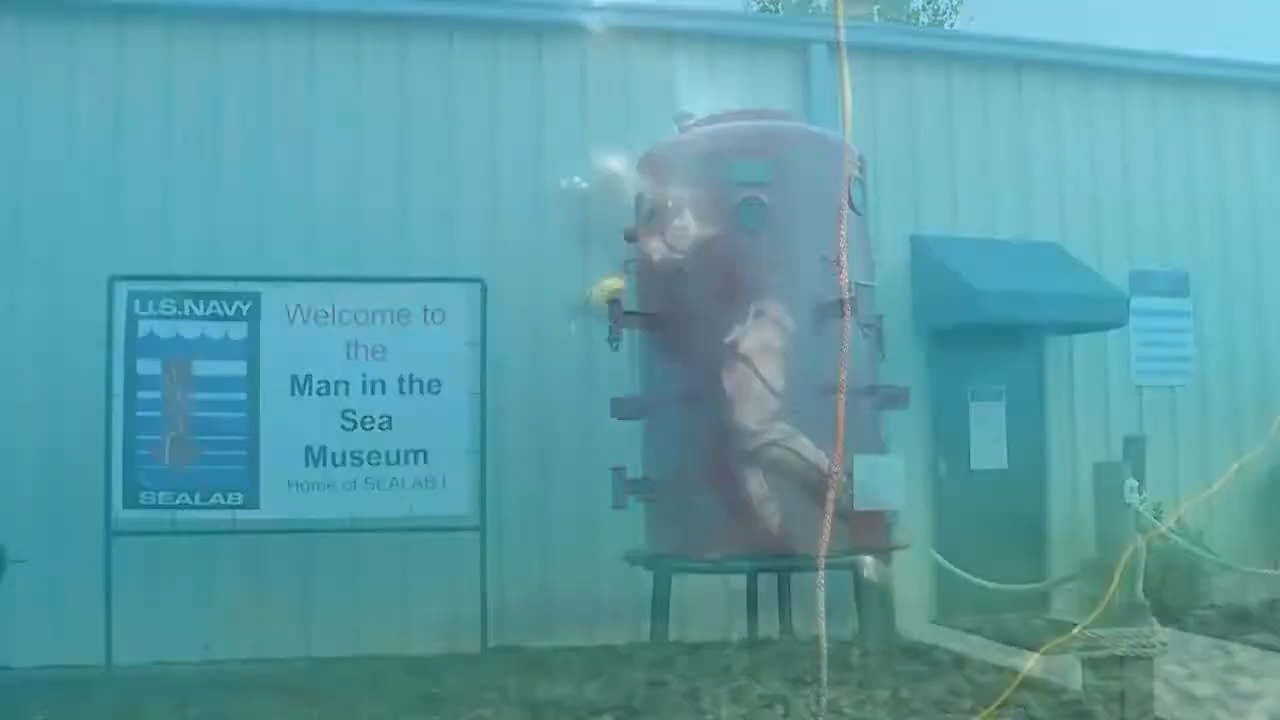 U.S.NAVY
SEALAB
Welcome to
the
Man in the
Sea
Museum
Home of SEALAB I